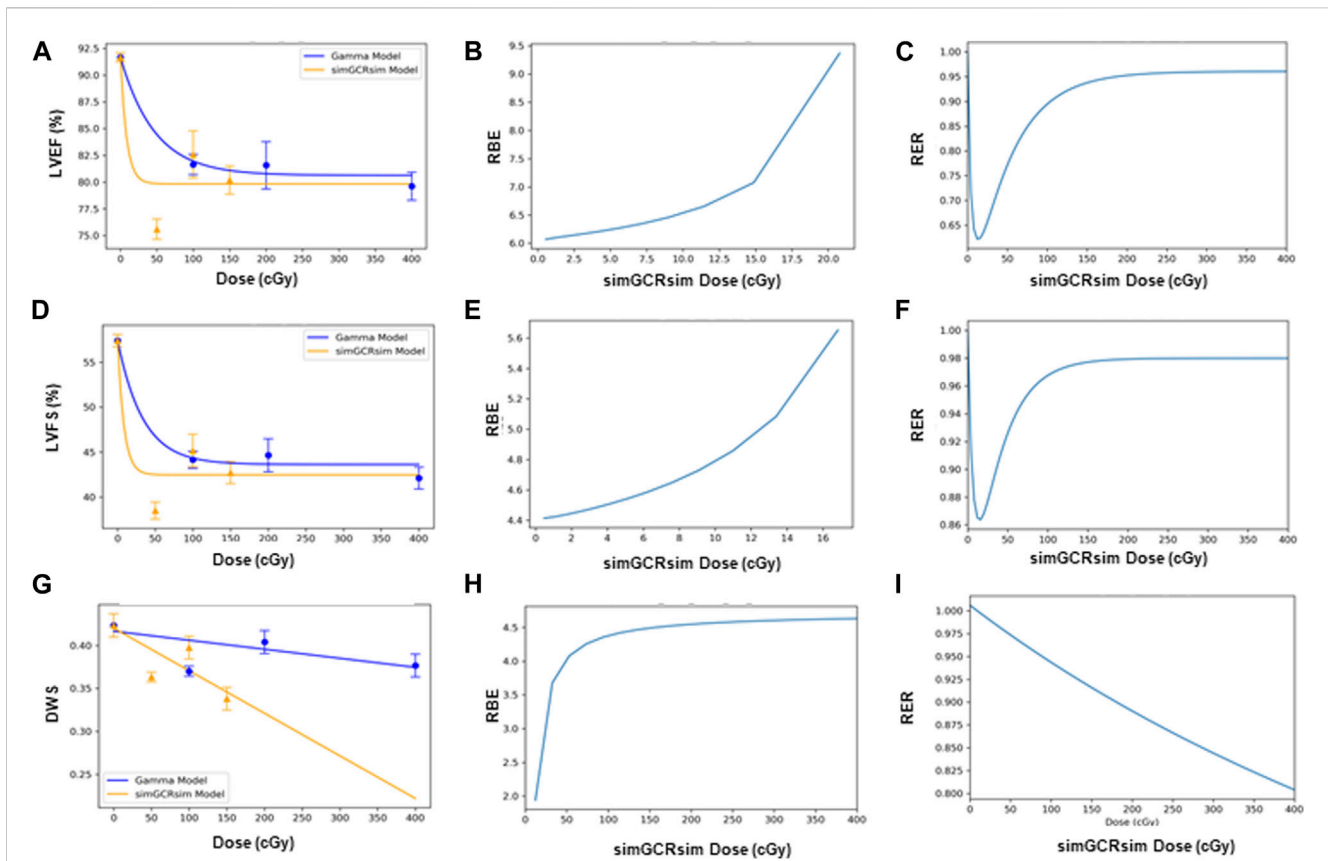 A
92.5
90.0
87.5
85.0
82.5
80.0
77.5
75.0
LVEF (%)
Gamma Model
simGCRsim Model
0 50 100 150 200 250 300 350 400
Dose (cGy)
B
9.5
9.0
8.5
8.0
7.5
7.0
6.5
6.0
RBE
0.0 2.5 5.0 7.5 10.0 12.5 15.0 17.5 20.0
simGCRsim Dose (cGy)
C
1.00
0.95
0.90
0.85
0.80
0.75
0.70
0.65
RER
0 50 100 150 200 250 300 350 400
simGCRsim Dose (cGy)
D
55
50
45
40
LVFS (%)
Gamma Model
simGCRsim Model
0 50 100 150 200 250 300 350 400
Dose (cGy)
E
5.6
5.4
5.2
5.0
4.8
4.6
4.4
RBE
0 2 4 6 8 10 12 14 16
simGCRsim Dose (cGy)
F
1.00
0.98
0.96
0.94
0.92
0.90
0.88
0.86
RER
0 50 100 150 200 250 300 350 400
simGCRsim Dose (cGy)
G
0.40
0.35
0.30
0.25
DWS
Gamma Model
simGCRsim Model
0 50 100 150 200 250 300 350 400
Dose (cGy)
H
4.5
4.0
3.5
3.0
2.5
2.0
RBE
0 50 100 150 200 250 300 350 400
simGCRsim Dose (cGy)
I
1.000
0.975
0.950
0.925
0.900
0.875
0.850
0.825
0.800
RER
0 50 100 150 200 250 300 350 400
Dose (cGy)
simGCRsim Dose (cGy)